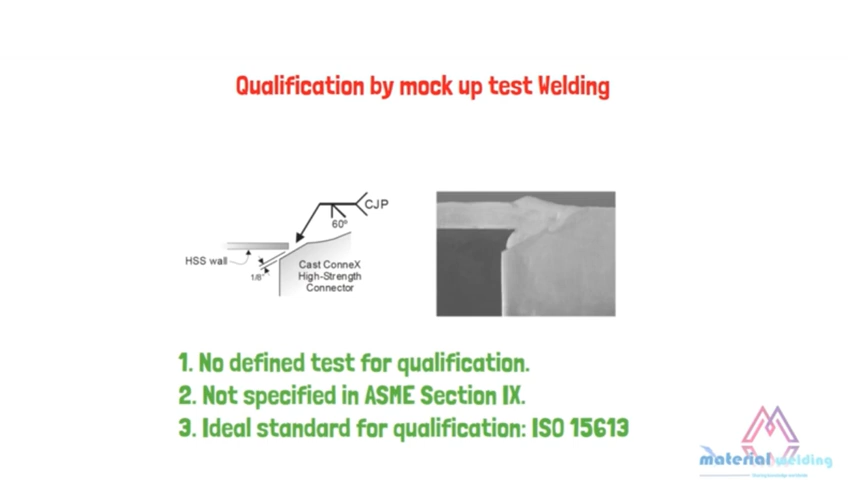 Qualification by mock up test Welding
CJP
60º
HSS wall
1/8"
Cast ConneX
High-Strength
Connector
1. No defined test for qualification.
2. Not specified in ASME Section IX.
3. Ideal standard for qualification: ISO 15613
material welding